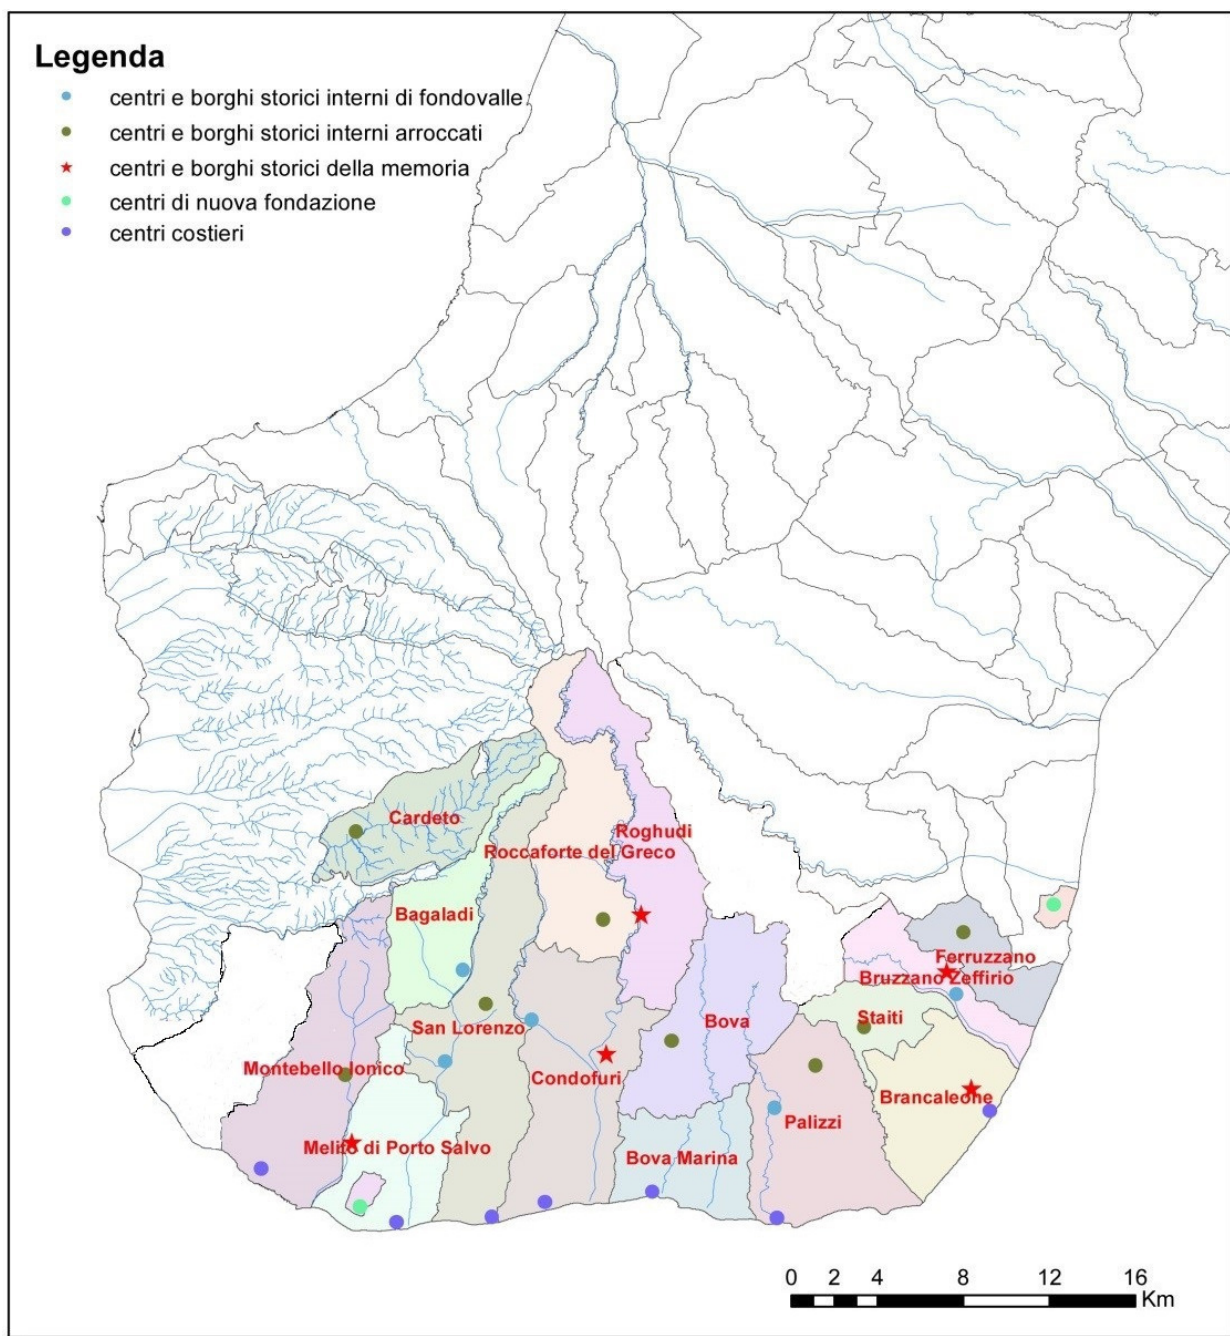 Legenda
centri e borghi storici interni di fondovalle
centri e borghi storici interni arroccati
centri e borghi storici della memoria
centri di nuova fondazione
centri costieri
Cardeto
Roghudi
Roccaforte del Greco
Bagaladi
Ferruzzano
Bruzzano Zeffirio
Staiti
Bova
San Lorenzo
Montebello Ionico
Condofuri
Brancaleone
Palizzi
Melito di Porto Salvo
Bova Marina
0 2 4 8 12 16
Km